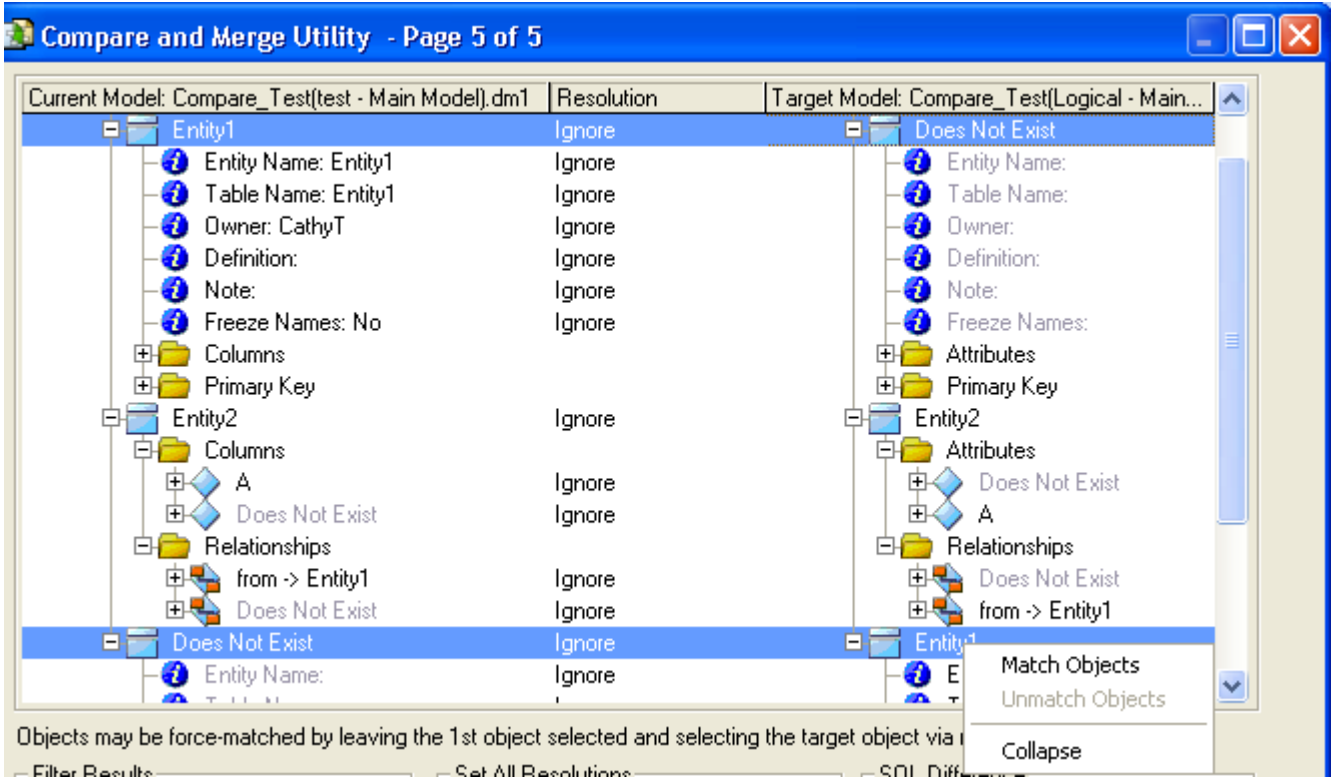 Compare and Merge Utility - Page 5 of 5
Current Model: Compare_Test(test - Main Model).dm1 Resolution Target Model: Compare_Test(Logical - Main...
Entity1 Ignore Does Not Exist
Entity Name: Entity1 Ignore Entity Name:
Table Name: Entity1 Ignore Table Name:
Owner: CathyT Ignore Owner:
Definition: Ignore Definition:
Note: Ignore Note:
Freeze Names: No Ignore Freeze Names:
Columns Attributes
Primary Key Primary Key
Entity2 Ignore Entity2
Columns Attributes
A Ignore Does Not Exist
Does Not Exist Ignore A
Relationships Relationships
from -> Entity1 Ignore Does Not Exist
Does Not Exist Ignore from -> Entity1
Does Not Exist Ignore Entity1
Entity Name: Ignore E
Match Objects
Unmatch Objects
Collapse
Objects may be force-matched by leaving the 1st object selected and selecting the target object via
Filter Results Set All Resolutions SQL Difference